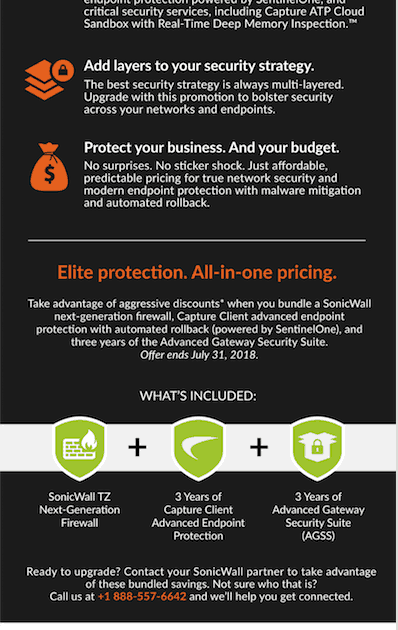 endpoint protection powered by SentinelOne, and
critical security services, including Capture ATP Cloud
Sandbox with Real-Time Deep Memory Inspection.™
Add layers to your security strategy.
The best security strategy is always multi-layered.
Upgrade with this promotion to bolster security
across your networks and endpoints.
$
Protect your business. And your budget.
No surprises. No sticker shock. Just affordable,
predictable pricing for true network security and
modern endpoint protection with malware mitigation
and automated rollback.
Elite protection. All-in-one pricing.
Take advantage of aggressive discounts* when you bundle a SonicWall
next-generation firewall, Capture Client advanced endpoint
protection with automated rollback (powered by SentinelOne), and
three years of the Advanced Gateway Security Suite.
Offer ends July 31, 2018.
WHAT'S INCLUDED:
+ +
SonicWall TZ
Next-Generation
Firewall
3 Years of
Capture Client
Advanced Endpoint
Protection
3 Years of
Advanced Gateway
Security Suite
(AGSS)
Ready to upgrade? Contact your SonicWall partner to take advantage
of these bundled savings. Not sure who that is?
Call us at +1 888-557-6642 and we'll help you get connected.